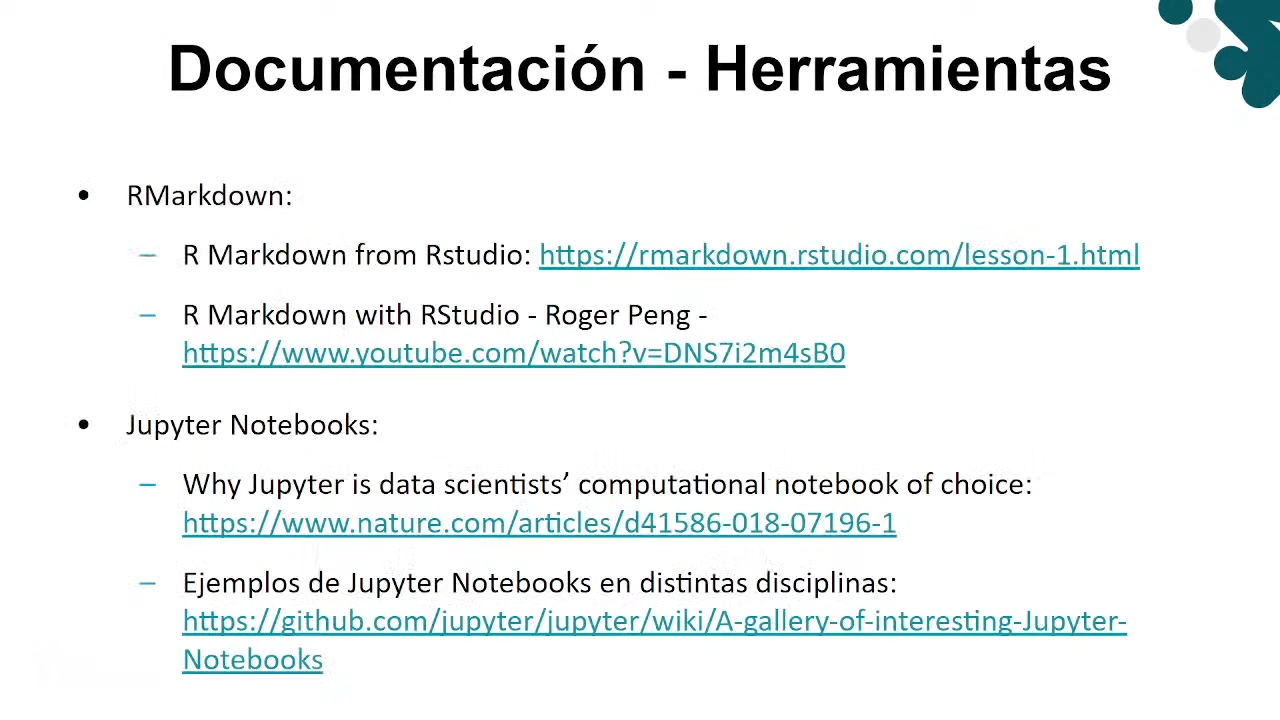 Documentación - Herramientas
• RMarkdown:
– R Markdown from Rstudio: https://rmarkdown.rstudio.com/lesson-1.html
– R Markdown with RStudio - Roger Peng -
https://www.youtube.com/watch?v=DNS7i2m4sB0
• Jupyter Notebooks:
– Why Jupyter is data scientists’ computational notebook of choice:
https://www.nature.com/articles/d41586-018-07196-1
– Ejemplos de Jupyter Notebooks en distintas disciplinas:
https://github.com/jupyter/jupyter/wiki/A-gallery-of-interesting-Jupyter-
Notebooks